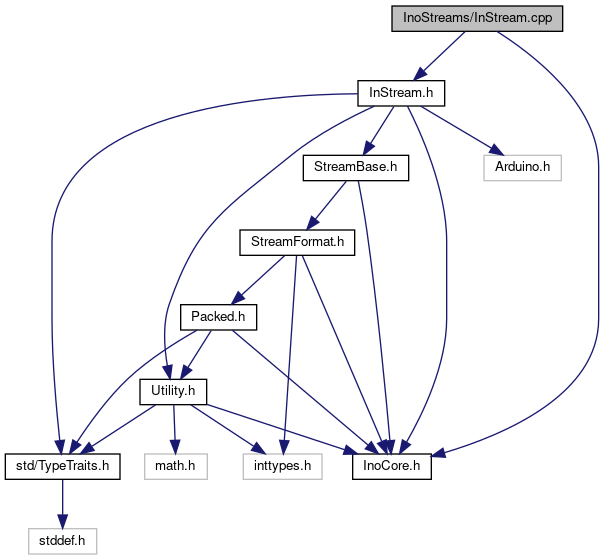 InoStreams/InStream.cpp
InStream.h
StreamBase.h
Arduino.h
StreamFormat.h
Packed.h
Utility.h
std/TypeTraits.h
math.h
inttypes.h
InoCore.h
stddef.h